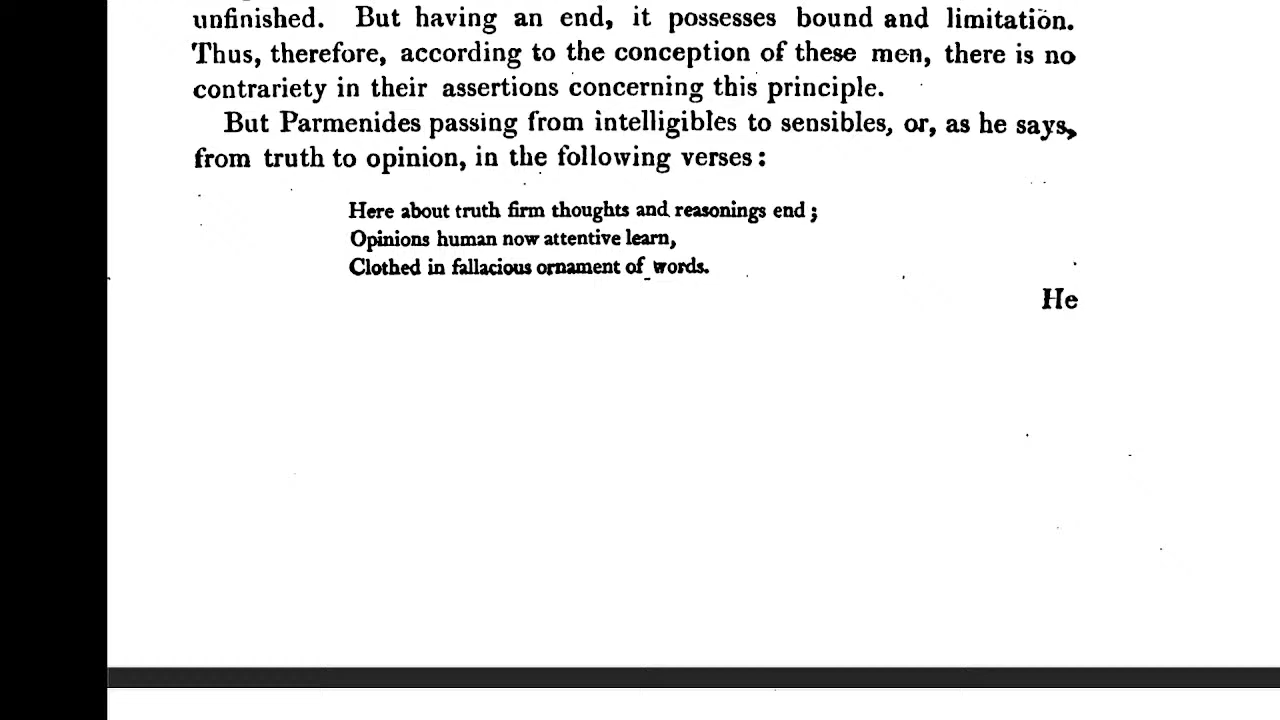 unfinished. But having an end, it possesses bound and limitation.
Thus, therefore, according to the conception of these men, there is no
contrariety in their assertions concerning this principle.
But Parmenides passing from intelligibles to sensibles, or, as he says,
from truth to opinion, in the following verses:
Here about truth firm thoughts and reasonings end;
Opinions human now attentive learn,
Clothed in fallacious ornament of words.
He